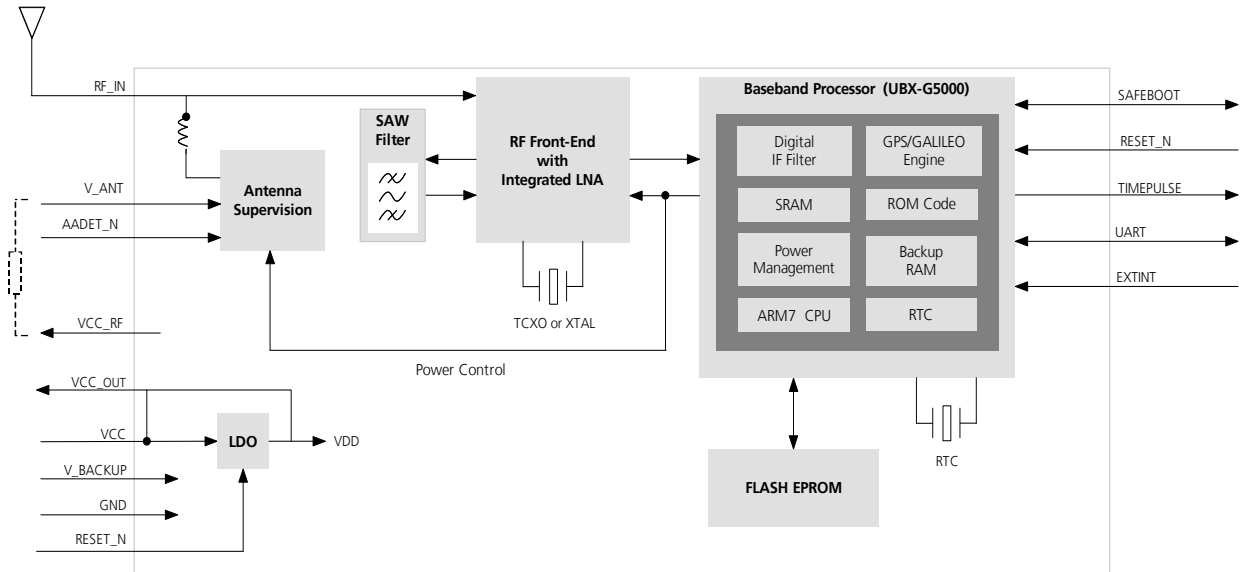 RF_IN
V_ANT
AADET_N
VCC_RF
VCC_OUT
VCC
V_BACKUP
GND
RESET_N
Antenna
Supervision
SAW
Filter
RF Front-End
with
Integrated LNA
TCXO or XTAL
Power Control
LDO
VDD
Baseband Processor (UBX-G5000)
Digital
IF Filter
GPS/GALILEO
Engine
SRAM
ROM Code
Power
Management
Backup
RAM
ARM7 CPU
RTC
RTC
FLASH EPROM
SAFEBOOT
RESET_N
TIMEPULSE
UART
EXTINT